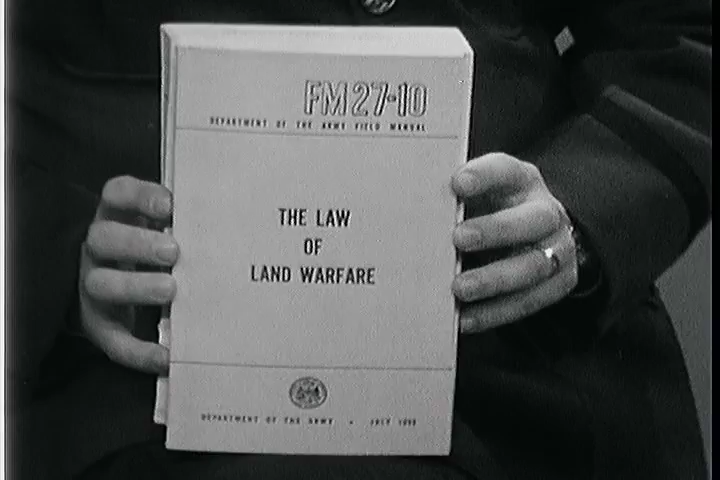 FM 27-10
DEPARTMENT OF THE ARMY FIELD MANUAL
THE LAW
OF
LAND WARFARE
DEPARTMENT OF THE ARMY • JULY